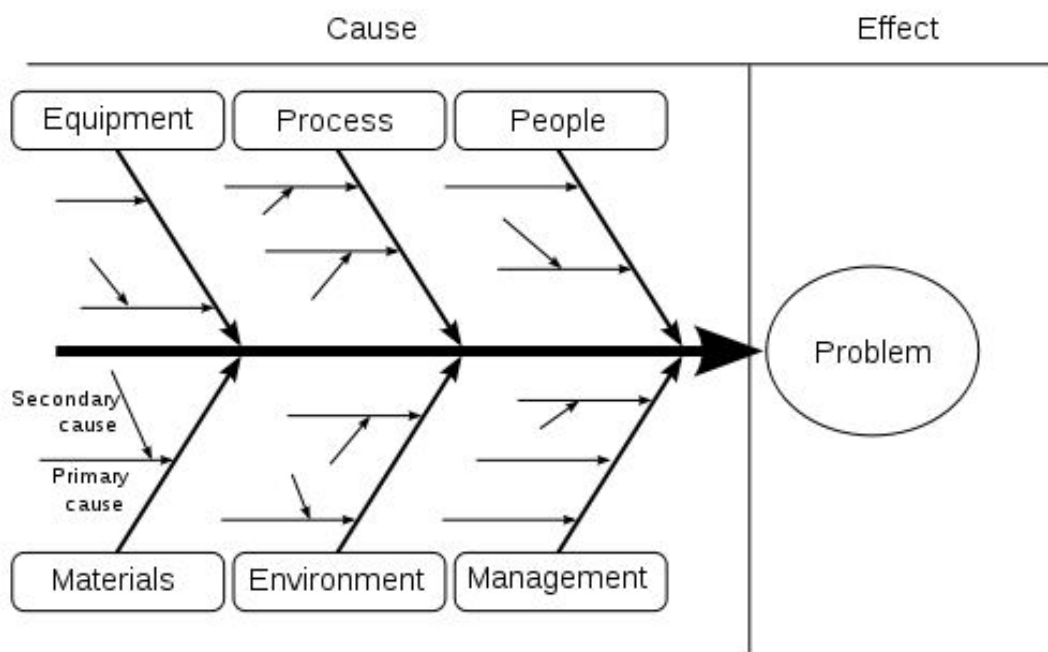 Cause
Effect
Equipment
Process
People
Problem
Secondary
cause
Primary
cause
Materials
Environment
Management